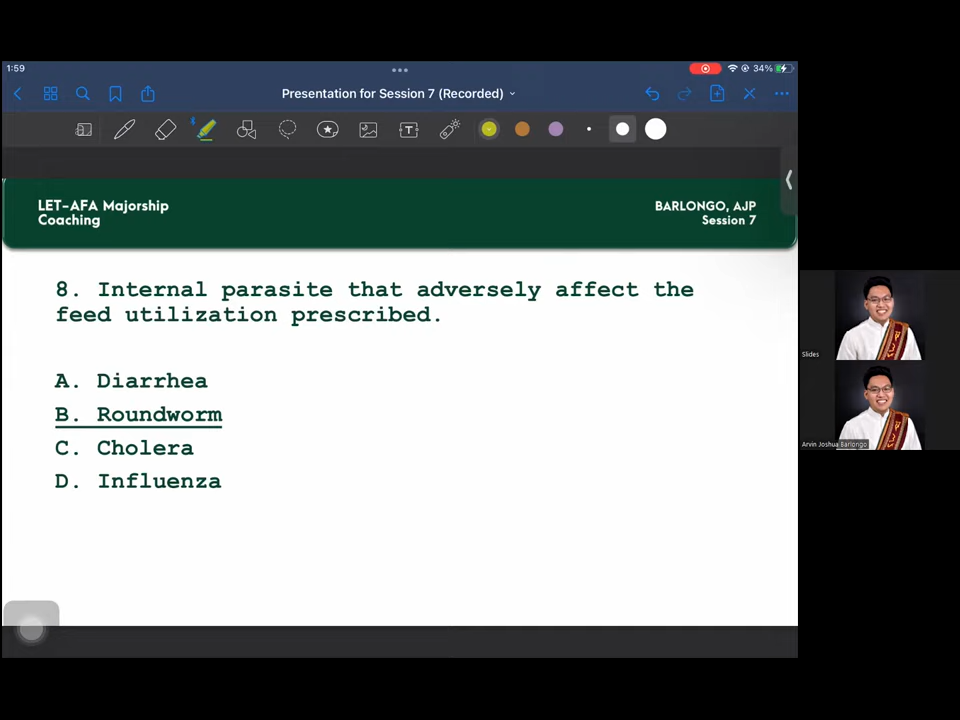 1:59
34%
Presentation for Session 7 (Recorded)
T
LET-AFA Majorship
Coaching
BARLONGO, AJP
Session 7
8. Internal parasite that adversely affect the
feed utilization prescribed.
A. Diarrhea
B. Roundworm
C. Cholera
D. Influenza
Slides
Arvin Joshua Barlongo